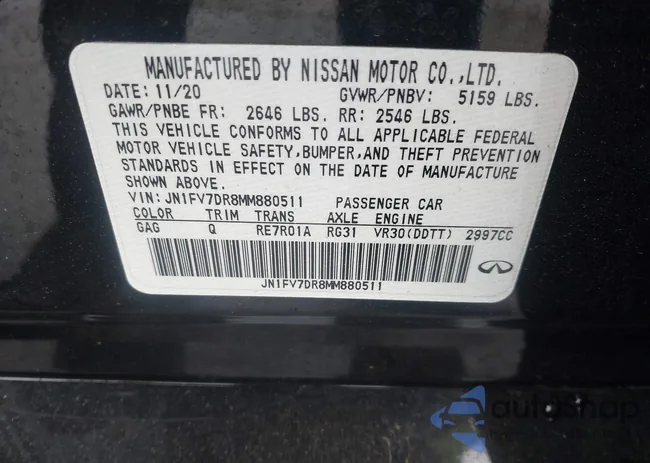 MANUFACTURED BY NISSAN MOTOR CO.,LTD.
DATE: 11/20 GVWR/PNBV: 5159 LBS.
GAWR/PNBE FR: 2646 LBS. RR: 2546 LBS.
THIS VEHICLE CONFORMS TO ALL APPLICABLE FEDERAL
MOTOR VEHICLE SAFETY,BUMPER,AND THEFT PREVENTION
STANDARDS IN EFFECT ON THE DATE OF MANUFACTURE
SHOWN ABOVE.
VIN: JN1FV7DR8MM880511 PASSENGER CAR
COLOR TRIM TRANS AXLE ENGINE
GAG Q RE7R01A RG31 VR30(DDTT) 2997CC
JN1FV7DR8MM880511
autoShop